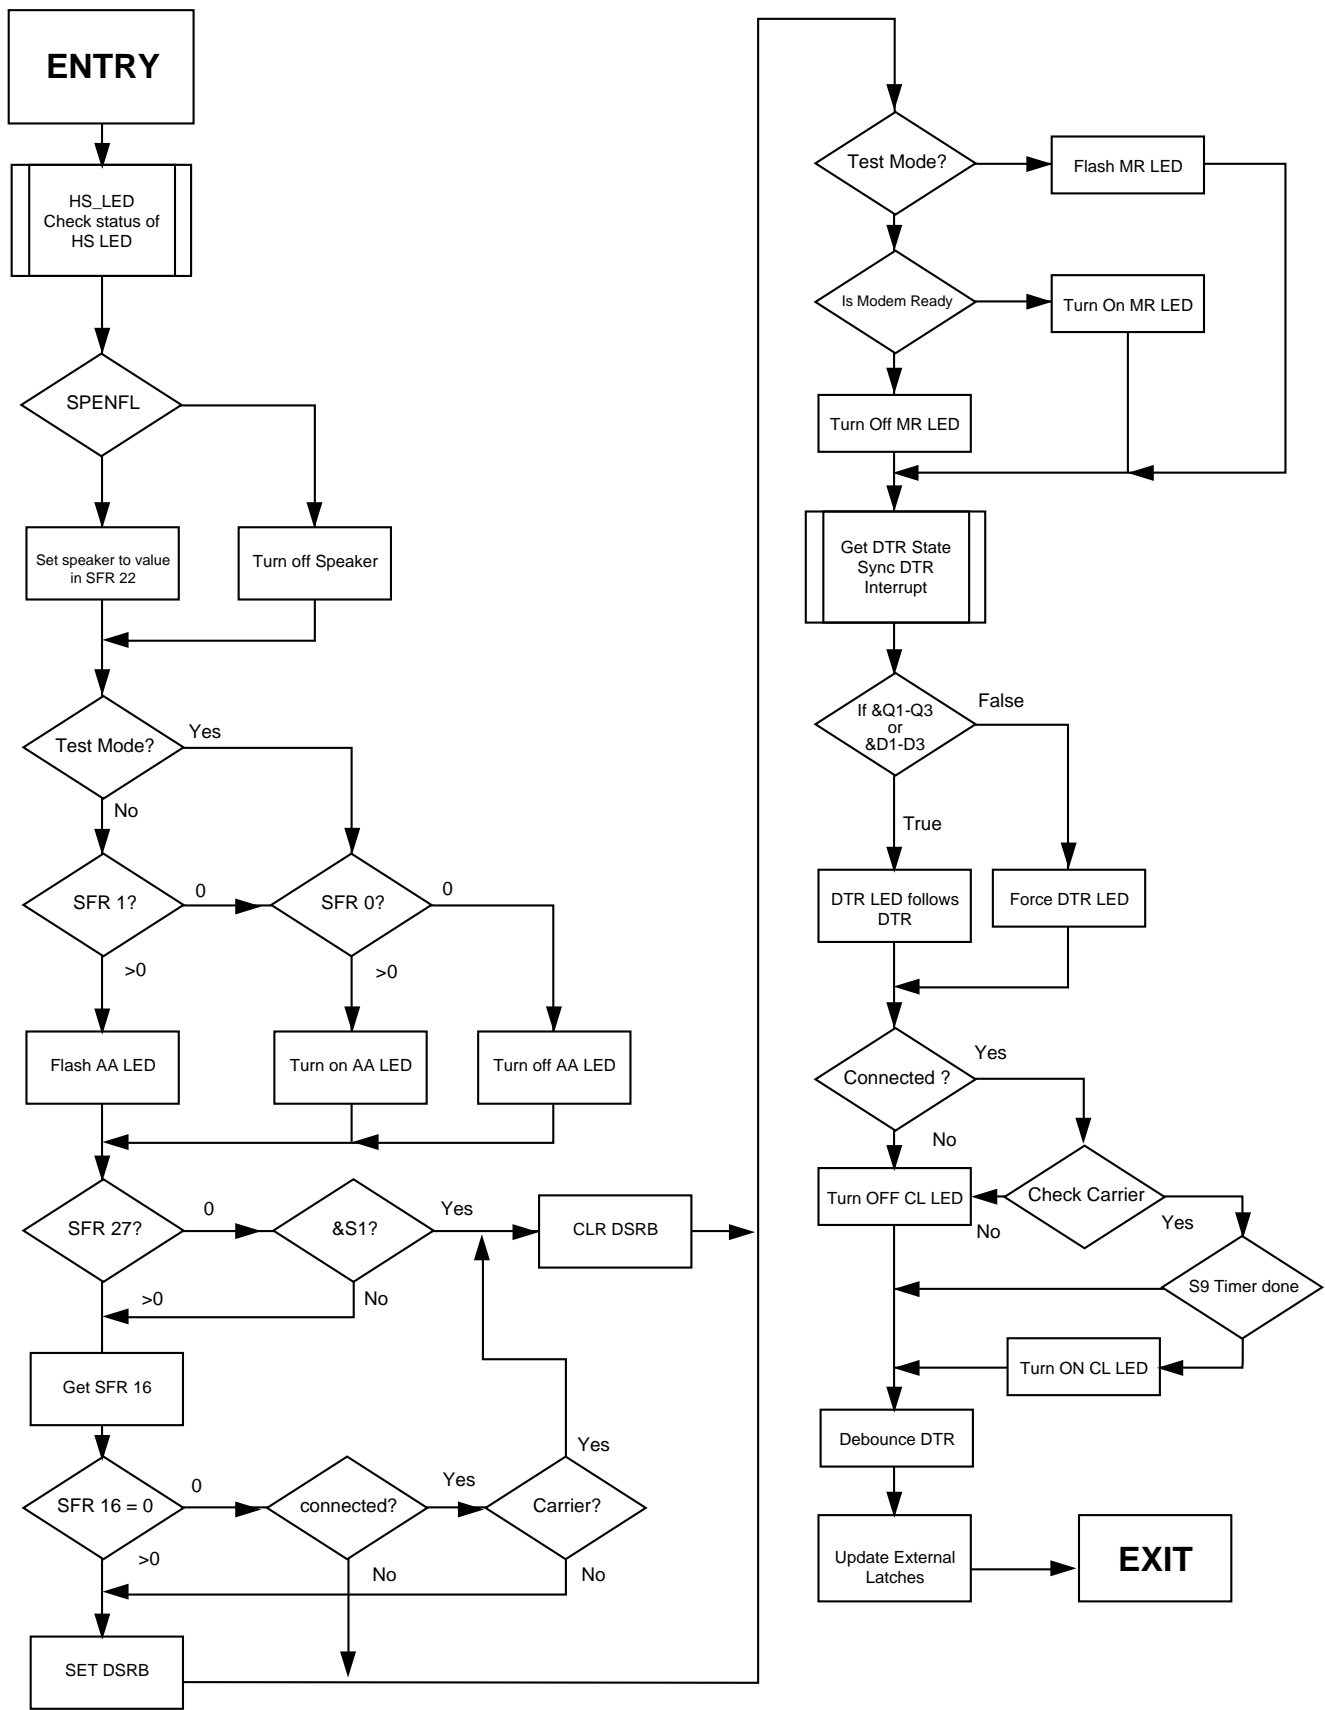 ENTRY
HS_LED
Check status of
HS LED
SPENFL
Set speaker to value
in SFR 22
Turn off Speaker
Test Mode?
Yes
No
SFR 1?
0
SFR 0?
0
>0
>0
Flash AA LED
Turn on AA LED
Turn off AA LED
SFR 27?
0
&S1?
Yes
CLR DSRB
>0
No
Get SFR 16
Yes
SFR 16 = 0
0
connected?
Yes
Carrier?
>0
No
No
SET DSRB
Test Mode?
Flash MR LED
Is Modem Ready
Turn On MR LED
Turn Off MR LED
Get DTR State
Sync DTR
Interrupt
If &Q1-Q3
or
&D1-D3
False
True
DTR LED follows
DTR
Force DTR LED
Connected ?
Yes
No
Turn OFF CL LED
Check Carrier
No
Yes
S9 Timer done
Turn ON CL LED
Debounce DTR
Update External
Latches
EXIT